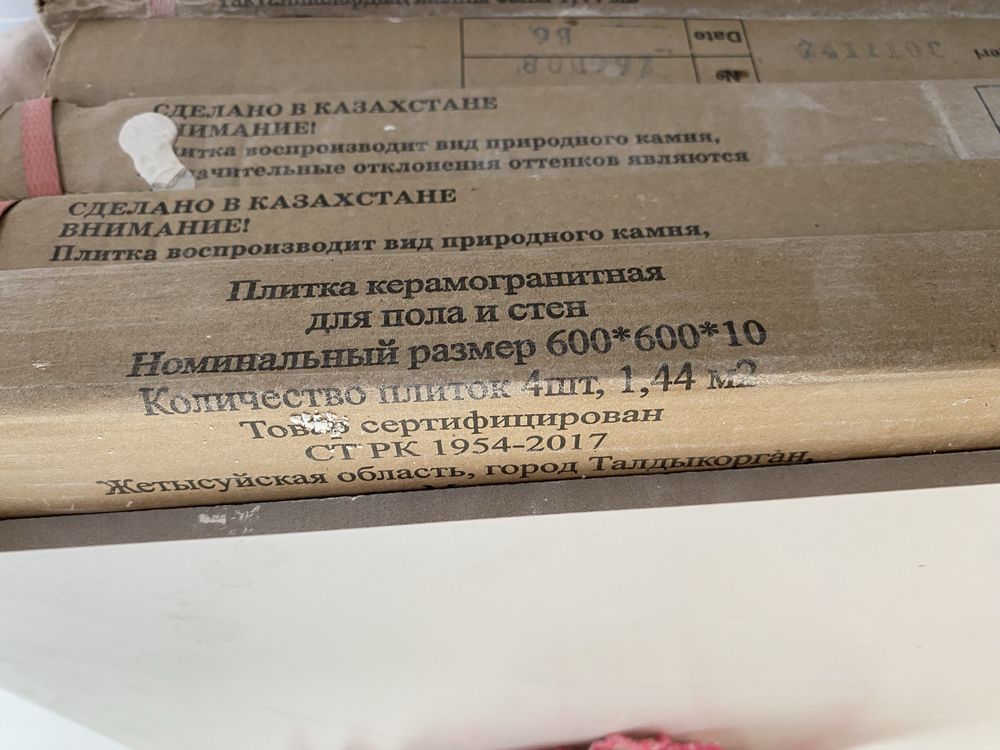 Date
№
СДЕЛАНО В КАЗАХСТАНЕ
ВНИМАНИЕ!
воспроизводит вид природного камня,
отклонения оттенков являются
СДЕЛАНО В КАЗАХСТАНЕ
ВНИМАНИЕ!
Плитка воспроизводит вид природного камня,
Плитка керамогранитная
для пола и стен
Номинальный размер 600*600*10
Количество плиток 4шт, 1,44 м2
Товар сертифицирован
СТ РК 1954-2017
Жетысуйская область, город Талдыкорган,